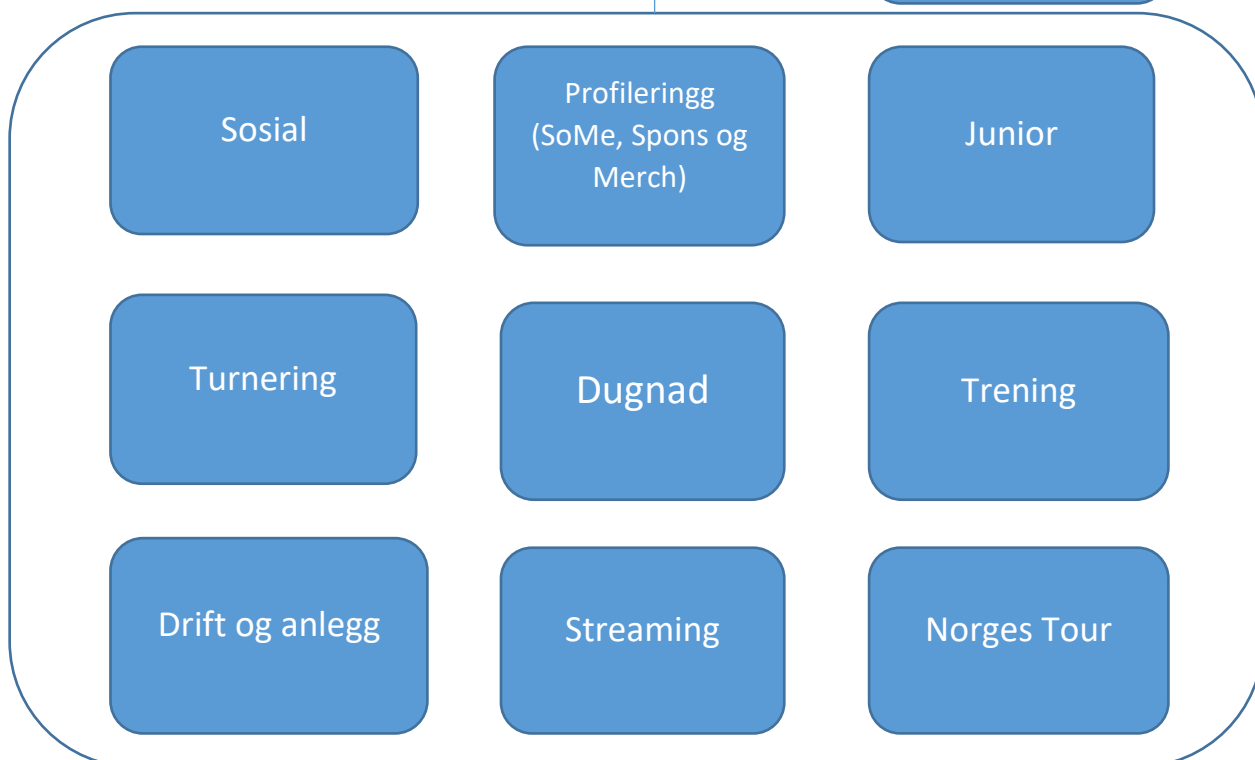 Sosial
Profileringg
(SoMe, Spons og
Merch)
Junior
Turnering
Dugnad
Trening
Drift og anlegg
Streaming
Norges Tour